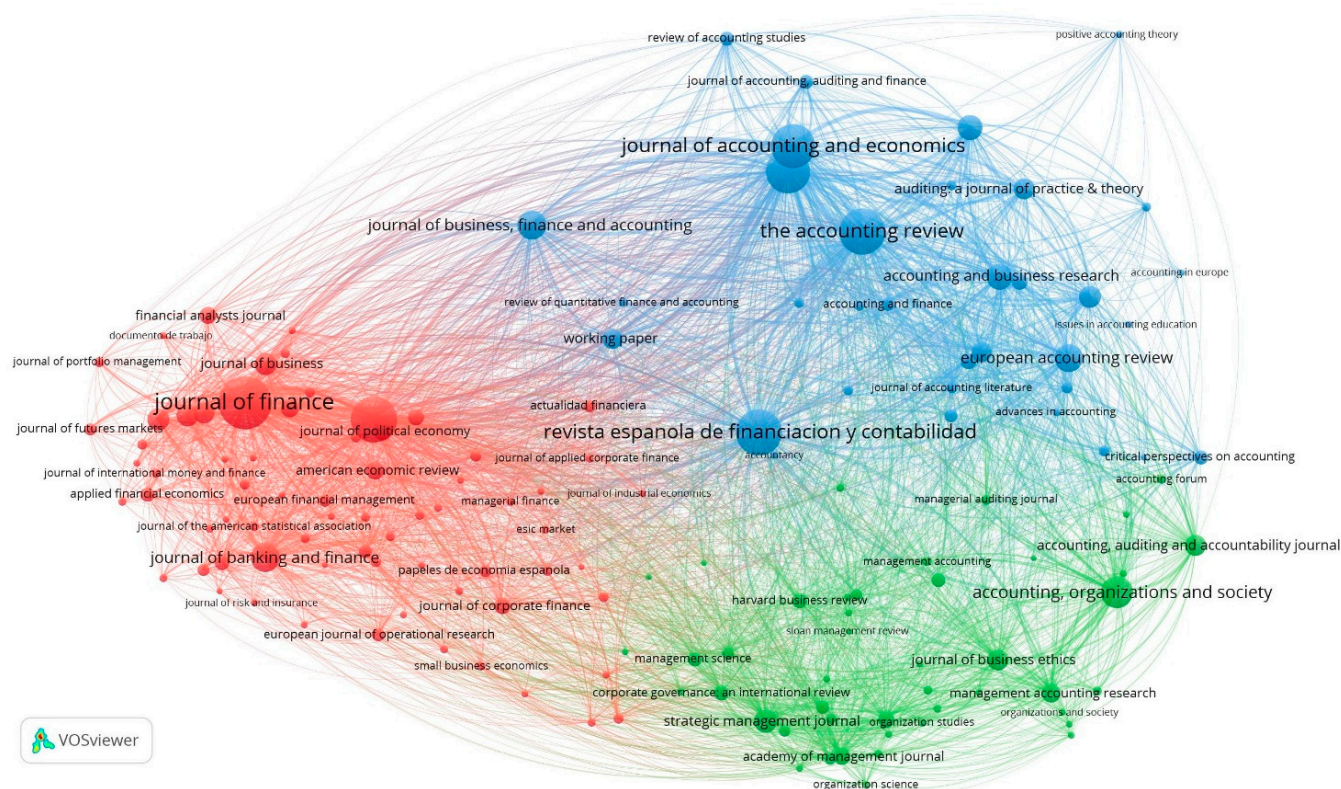 review of accounting studies
positive accounting theory
journal of accounting, auditing and finance
journal of accounting and economics
auditing: a journal of practice & theory
journal of business, finance and accounting
the accounting review
accounting and business research
accounting in europe
review of quantitative finance and accounting
accounting and finance
financial analysts journal
issues in accounting education
documento de trabajo
working paper
journal of portfolio management
journal of business
european accounting review
journal of accounting literature
journal of finance
actualidad financiera
advances in accounting
journal of futures markets
journal of political economy
revista espanola de financiacion y contabilidad
accountancy
journal of applied corporate finance
critical perspectives on accounting
journal of international money and finance
american economic review
accounting forum
applied financial economics
european financial management
managerial finance
journal of industrial economics
managerial auditing journal
journal of the american statistical association
esic market
accounting, auditing and accountability journal
journal of banking and finance
management accounting
papeles de economia espanola
accounting, organizations and society
journal of risk and insurance
journal of corporate finance
harvard business review
european journal of operational research
sloan management review
small business economics
management science
journal of business ethics
corporate governance: an international review
management accounting research
organizations and society
strategic management journal
organization studies
VOSviewer
academy of management journal
organization science